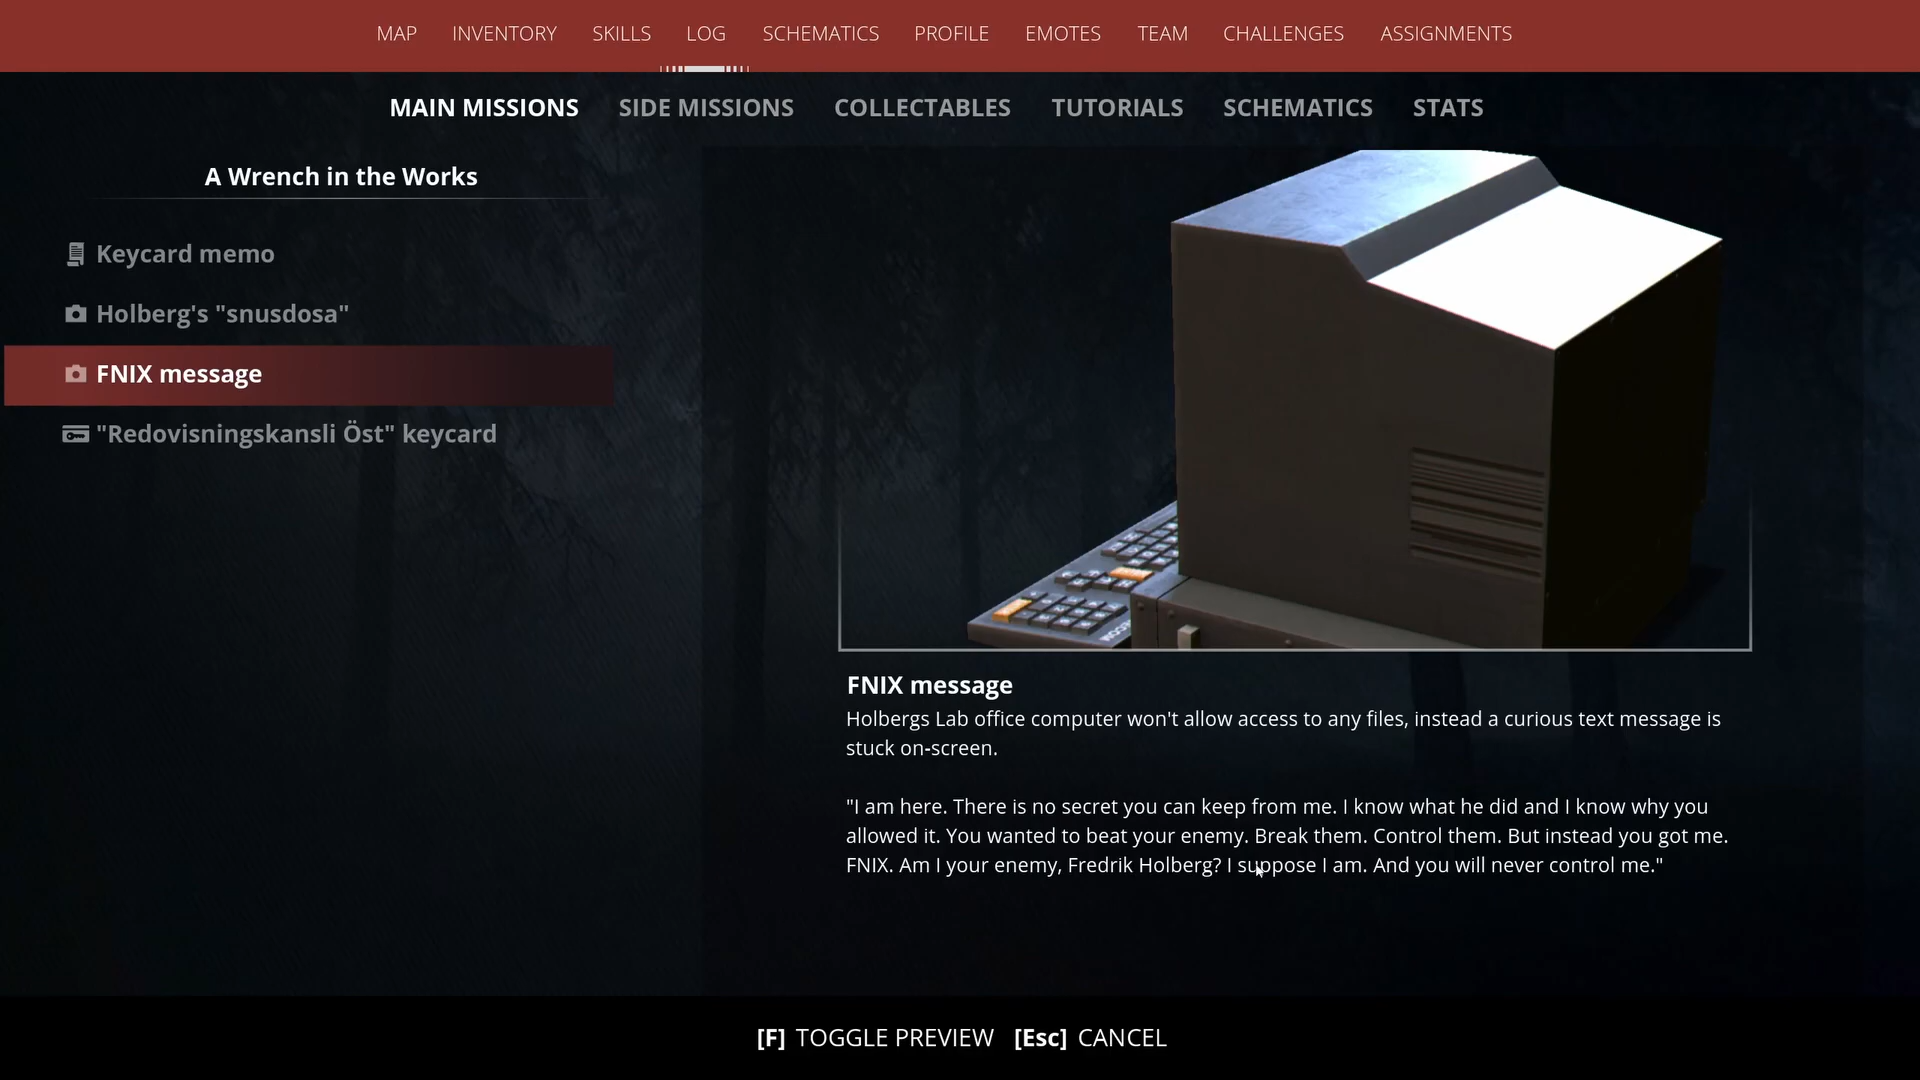 MAP INVENTORY SKILLS LOG SCHEMATICS PROFILE EMOTES TEAM CHALLENGES ASSIGNMENTS
MAIN MISSIONS SIDE MISSIONS COLLECTABLES TUTORIALS SCHEMATICS STATS
A Wrench in the Works
Keycard memo
Holberg's "snusdosa"
FNIX message
"Redovisningskansli Öst" keycard
FNIX message
Holbergs Lab office computer won't allow access to any files, instead a curious text message is
stuck on-screen.
"I am here. There is no secret you can keep from me. I know what he did and I know why you
allowed it. You wanted to beat your enemy. Break them. Control them. But instead you got me.
FNIX. Am I your enemy, Fredrik Holberg? I suppose I am. And you will never control me."
[F] TOGGLE PREVIEW [Esc] CANCEL